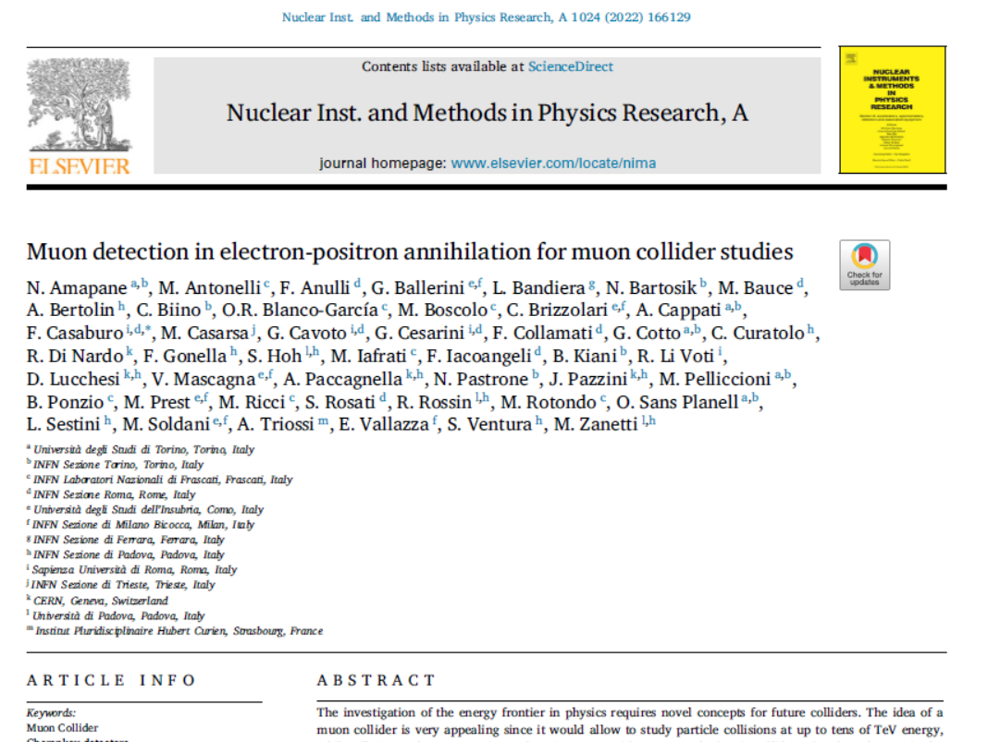 Nuclear Inst. and Methods in Physics Research, A 1024 (2022) 166129
Contents lists available at ScienceDirect
Nuclear Inst. and Methods in Physics Research, A
journal homepage: www.elsevier.com/locate/nima
ELSEVIER
NUCLEAR
INSTRUMENTS
& METHODS
IN
PHYSICS
RESEARCH
Muon detection in electron-positron annihilation for muon collider studies
Check for
updates
N. Amapane a,b, M. Antonelli c, F. Anulli d, G. Ballerini e,f, L. Bandiera g, N. Bartosik b, M. Bauce d,
A. Bertolin h, C. Biino b, O.R. Blanco-García c, M. Boscolo c, C. Brizzolari e,f, A. Cappati a,b,
F. Casaburo i,d,*, M. Casarsa j, G. Cavoto i,d, G. Cesarini i,d, F. Collamati d, G. Cotto a,b, C. Curatolo h,
R. Di Nardo k, F. Gonella h, S. Hoh l,h, M. Iafrati c, F. Iacoangeli d, B. Kiani b, R. Li Voti i,
D. Lucchesi k,h, V. Mascagna e,f, A. Paccagnella k,h, N. Pastrone b, J. Pazzini k,h, M. Pelliccioni a,b,
B. Ponzio c, M. Prest e,f, M. Ricci c, S. Rosati d, R. Rossin l,h, M. Rotondo c, O. Sans Planell a,b,
L. Sestini h, M. Soldani e,f, A. Triossi m, E. Vallazza f, S. Ventura h, M. Zanetti l,h
a Università degli Studi di Torino, Torino, Italy
b INFN Sezione Torino, Torino, Italy
c INFN Laboratori Nazionali di Frascati, Frascati, Italy
d INFN Sezione Roma, Rome, Italy
e Università degli Studi dell'Insubria, Como, Italy
f INFN Sezione di Milano Bicocca, Milan, Italy
g INFN Sezione di Ferrara, Ferrara, Italy
h INFN Sezione di Padova, Padova, Italy
i Sapienza Università di Roma, Roma, Italy
j INFN Sezione di Trieste, Trieste, Italy
k CERN, Geneva, Switzerland
l Università di Padova, Padova, Italy
m Institut Pluridisciplinaire Hubert Curien, Strasbourg, France
ARTICLE INFO
Keywords:
Muon Collider
ABSTRACT
The investigation of the energy frontier in physics requires novel concepts for future colliders. The idea of a
muon collider is very appealing since it would allow to study particle collisions at up to tens of TeV energy,